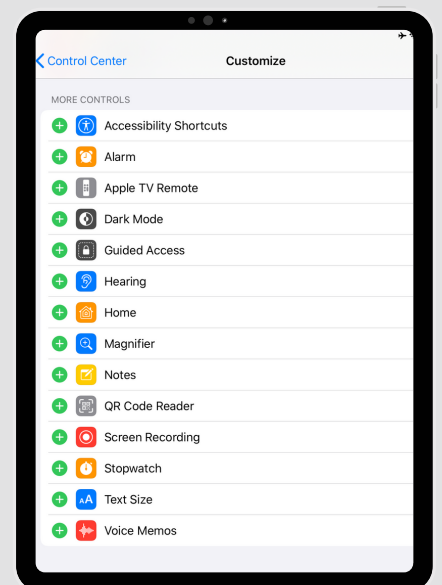 Control Center
Customize
MORE CONTROLS
Accessibility Shortcuts
Alarm
Apple TV Remote
Dark Mode
Guided Access
Hearing
Home
Magnifier
Notes
QR Code Reader
Screen Recording
Stopwatch
AA Text Size
Voice Memos